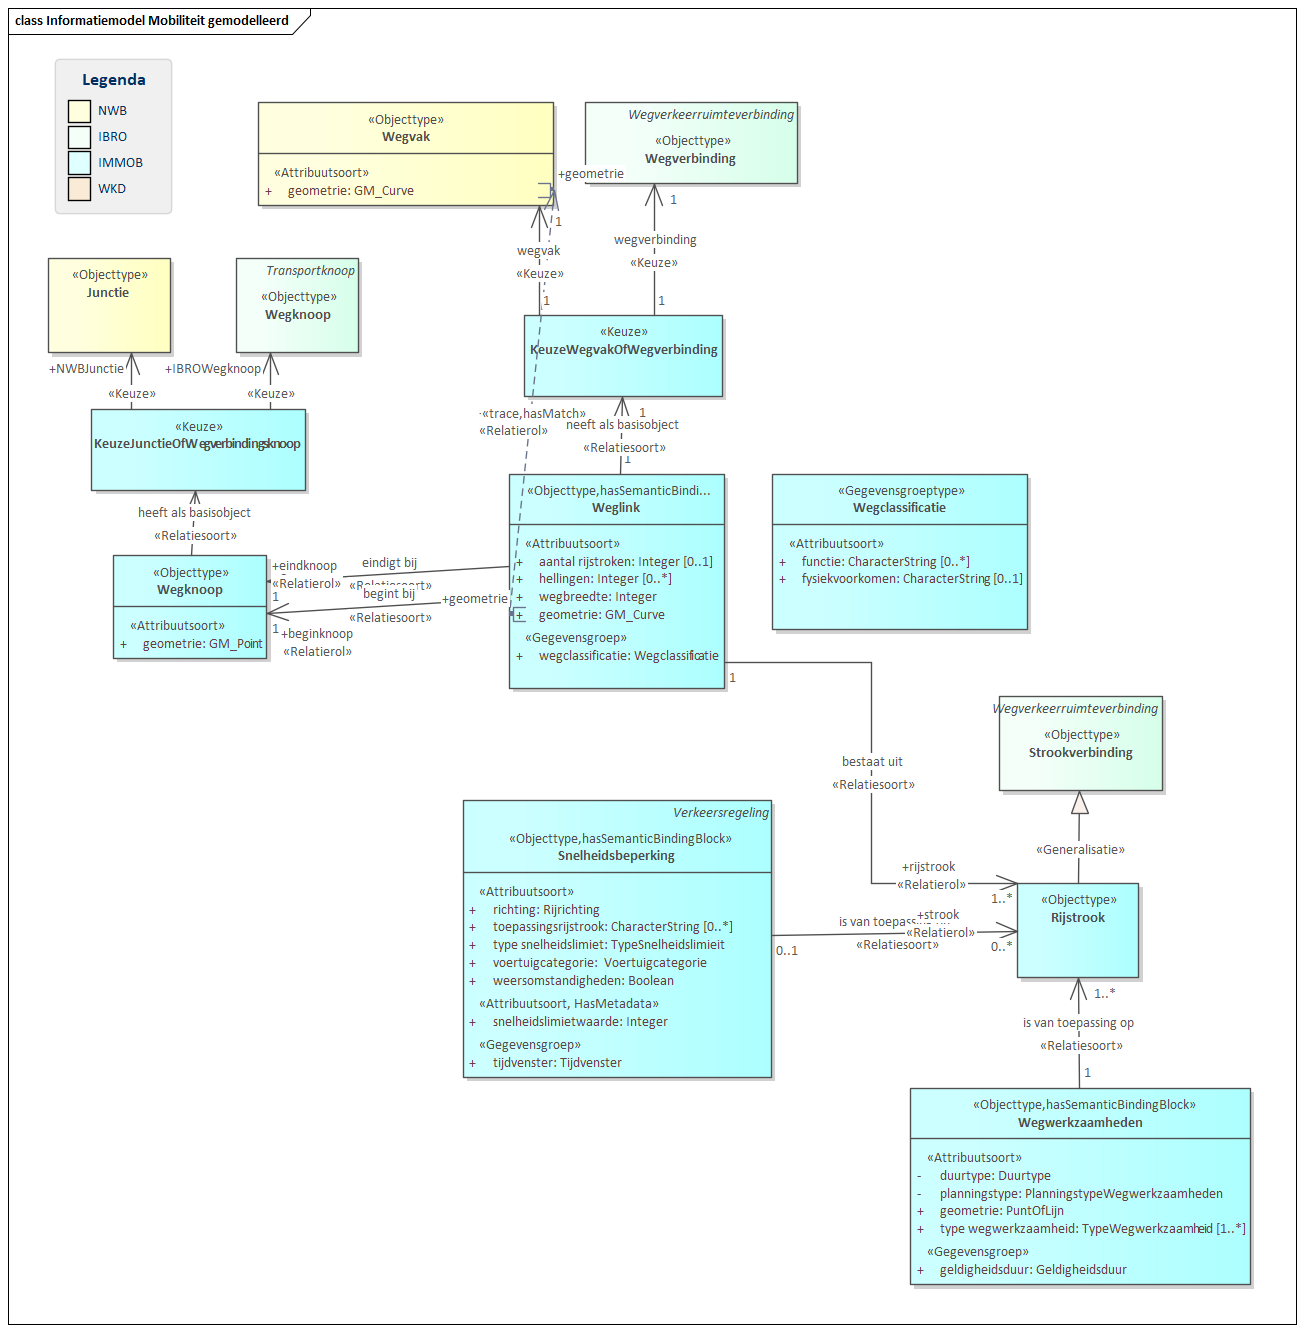 class Informatiemodel Mobiliteit gemodelleerd
Legenda
NWB
IBRO
IMMOB
WKD
«Objecttype»
Wegvak
«Attribuutsoort»
+ geometrie: GM_Curve
Wegverkeerruimteverbinding
«Objecttype»
Wegverbinding
+geometrie
1
wegvak
«Keuze»
1
1
wegverbinding
«Keuze»
1
«Objecttype»
Junctie
Transportknoop
«Objecttype»
Wegknoop
+NWBJunctie
«Keuze»
+IBROWegknoop
«Keuze»
«Keuze»
KeuzeJunctieOfWegverbindingsknoop
«Keuze»
KeuzeWegvakOfWegverbinding
«trace,hasMatch»
«Relatierol»
1
heeft als basisobject
«Relatiesoort»
1
heeft als basisobject
«Relatiesoort»
«Objecttype»
Wegknoop
«Attribuutsoort»
+ geometrie: GM_Point
+eindknoop
«Relatierol»
1
eindigt bij
«Relatiesoort»
begint bij
«Relatiesoort»
1
+beginknoop
«Relatierol»
+geometrie
«Objecttype,hasSemanticBindi...
Weglink
«Attribuutsoort»
+ aantal rijstroken: Integer [0..1]
+ hellingen: Integer [0..*]
+ wegbreedte: Integer
+ geometrie: GM_Curve
«Gegevensgroep»
+ wegclassificatie: Wegclassificatie
«Gegevensgroeptype»
Wegclassificatie
«Attribuutsoort»
+ functie: CharacterString [0..*]
+ fysiekvoorkomen: CharacterString [0..1]
1
bestaat uit
«Relatiesoort»
+rijstrook
«Relatierol»
1..*
Wegverkeerruimteverbinding
«Objecttype»
Strookverbinding
«Generalisatie»
«Objecttype»
Rijstrook
Verkeersregeling
«Objecttype,hasSemanticBindingBlock»
Snelheidsbeperking
«Attribuutsoort»
+ richting: Rijrichting
+ toepassingsrijstrook: CharacterString [0..*]
+ type snelheidslimiet: TypeSnelheidslimieit
+ voertuigcategorie: Voertuigcategorie
+ weersomstandigheden: Boolean
«Attribuutsoort, HasMetadata»
+ snelheidslimietwaarde: Integer
«Gegevensgroep»
+ tijdvenster: Tijdvenster
0..1
is van toepassing
«Relatiesoort»
+strook
«Relatierol»
0..*
1..*
is van toepassing op
«Relatiesoort»
1
«Objecttype,hasSemanticBindingBlock»
Wegwerkzaamheden
«Attribuutsoort»
- duurtype: Duurtype
- planningstype: PlanningstypeWegwerkzaamheden
+ geometrie: PuntOfLijn
+ type wegwerkzaamheid: TypeWegwerkzaamheid [1..*]
«Gegevensgroep»
+ geldigheidsduur: Geldigheidsduur